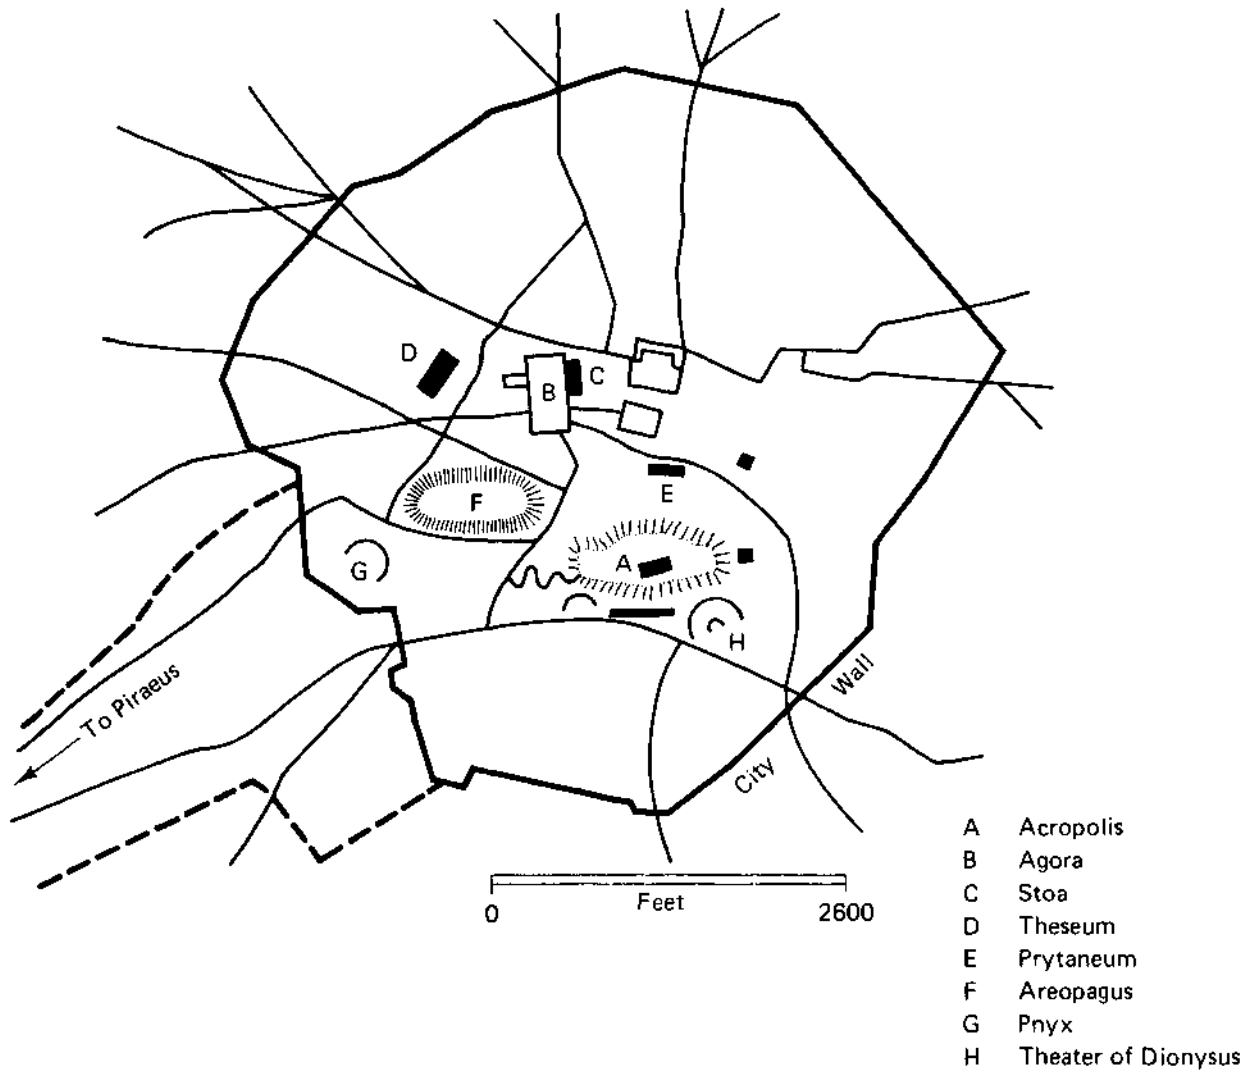 D
B
C
E
F
A
G
H
To Piraeus
City Wall
0 Feet 2600
A Acropolis
B Agora
C Stoa
D Theseum
E Prytaneum
F Areopagus
G Pnyx
H Theater of Dionysus